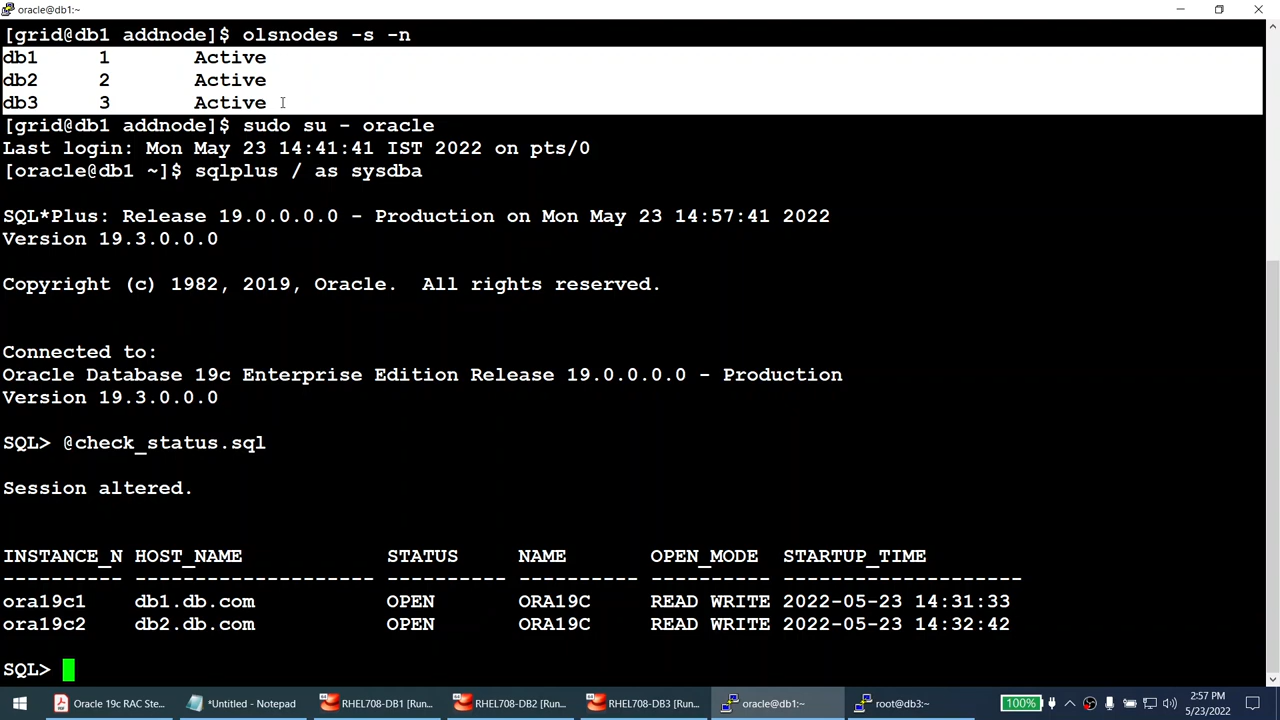 oracle@db1:~
[grid@db1 addnode]$ olsnodes -s -n
db1     1       Active
db2     2       Active
db3     3       Active
[grid@db1 addnode]$ sudo su - oracle
Last login: Mon May 23 14:41:41 IST 2022 on pts/0
[oracle@db1 ~]$ sqlplus / as sysdba
SQL*Plus: Release 19.0.0.0.0 - Production on Mon May 23 14:57:41 2022
Version 19.3.0.0.0
Copyright (c) 1982, 2019, Oracle.  All rights reserved.
Connected to:
Oracle Database 19c Enterprise Edition Release 19.0.0.0.0 - Production
Version 19.3.0.0.0
SQL> @check_status.sql
Session altered.
INSTANCE_N HOST_NAME            STATUS     NAME       OPEN_MODE  STARTUP_TIME
---------- -------------------- ---------- ---------- ---------- --------------------
ora19c1    db1.db.com           OPEN       ORA19C     READ WRITE 2022-05-23 14:31:33
ora19c2    db2.db.com           OPEN       ORA19C     READ WRITE 2022-05-23 14:32:42
SQL>
Oracle 19c RAC Ste... *Untitled - Notepad RHEL708-DB1 [Run... RHEL708-DB2 [Run... RHEL708-DB3 [Run... oracle@db1:~ root@db3:~ 100% 2:57 PM
5/23/2022